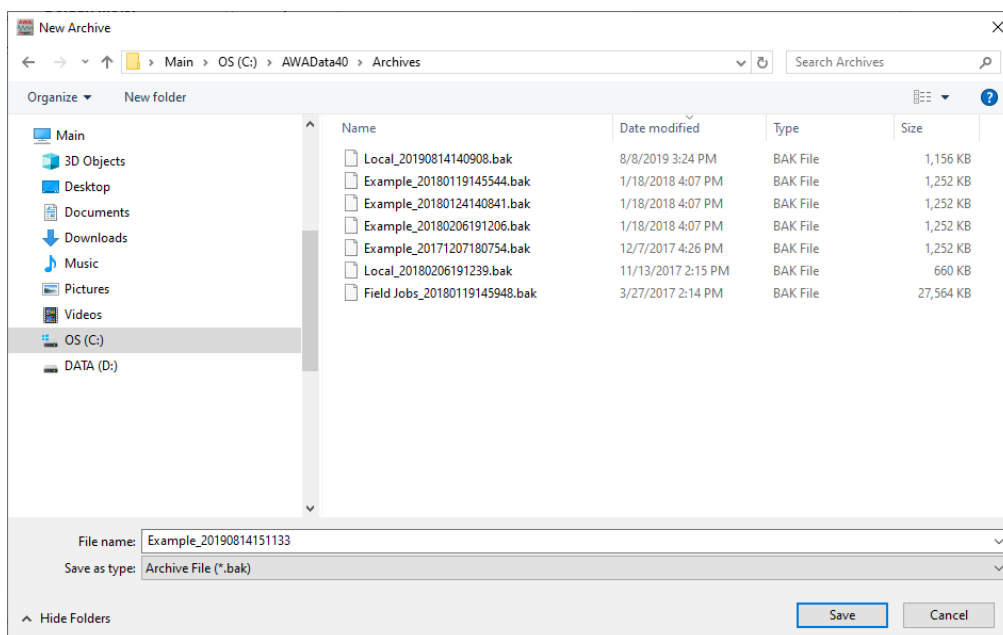 New Archive
Main > OS (C:) > AWAData40 > Archives
Search Archives
Organize
New folder
Main
3D Objects
Desktop
Documents
Downloads
Music
Pictures
Videos
OS (C:)
DATA (D:)
Name Date modified Type Size
Local_20190814140908.bak 8/8/2019 3:24 PM BAK File 1,156 KB
Example_20180119145544.bak 1/18/2018 4:07 PM BAK File 1,252 KB
Example_20180124140841.bak 1/18/2018 4:07 PM BAK File 1,252 KB
Example_20180206191206.bak 1/18/2018 4:07 PM BAK File 1,252 KB
Example_20171207180754.bak 12/7/2017 4:26 PM BAK File 1,252 KB
Local_20180206191239.bak 11/13/2017 2:15 PM BAK File 660 KB
Field Jobs_20180119145948.bak 3/27/2017 2:14 PM BAK File 27,564 KB
File name: Example_20190814151133
Save as type: Archive File (*.bak)
Hide Folders
Save
Cancel